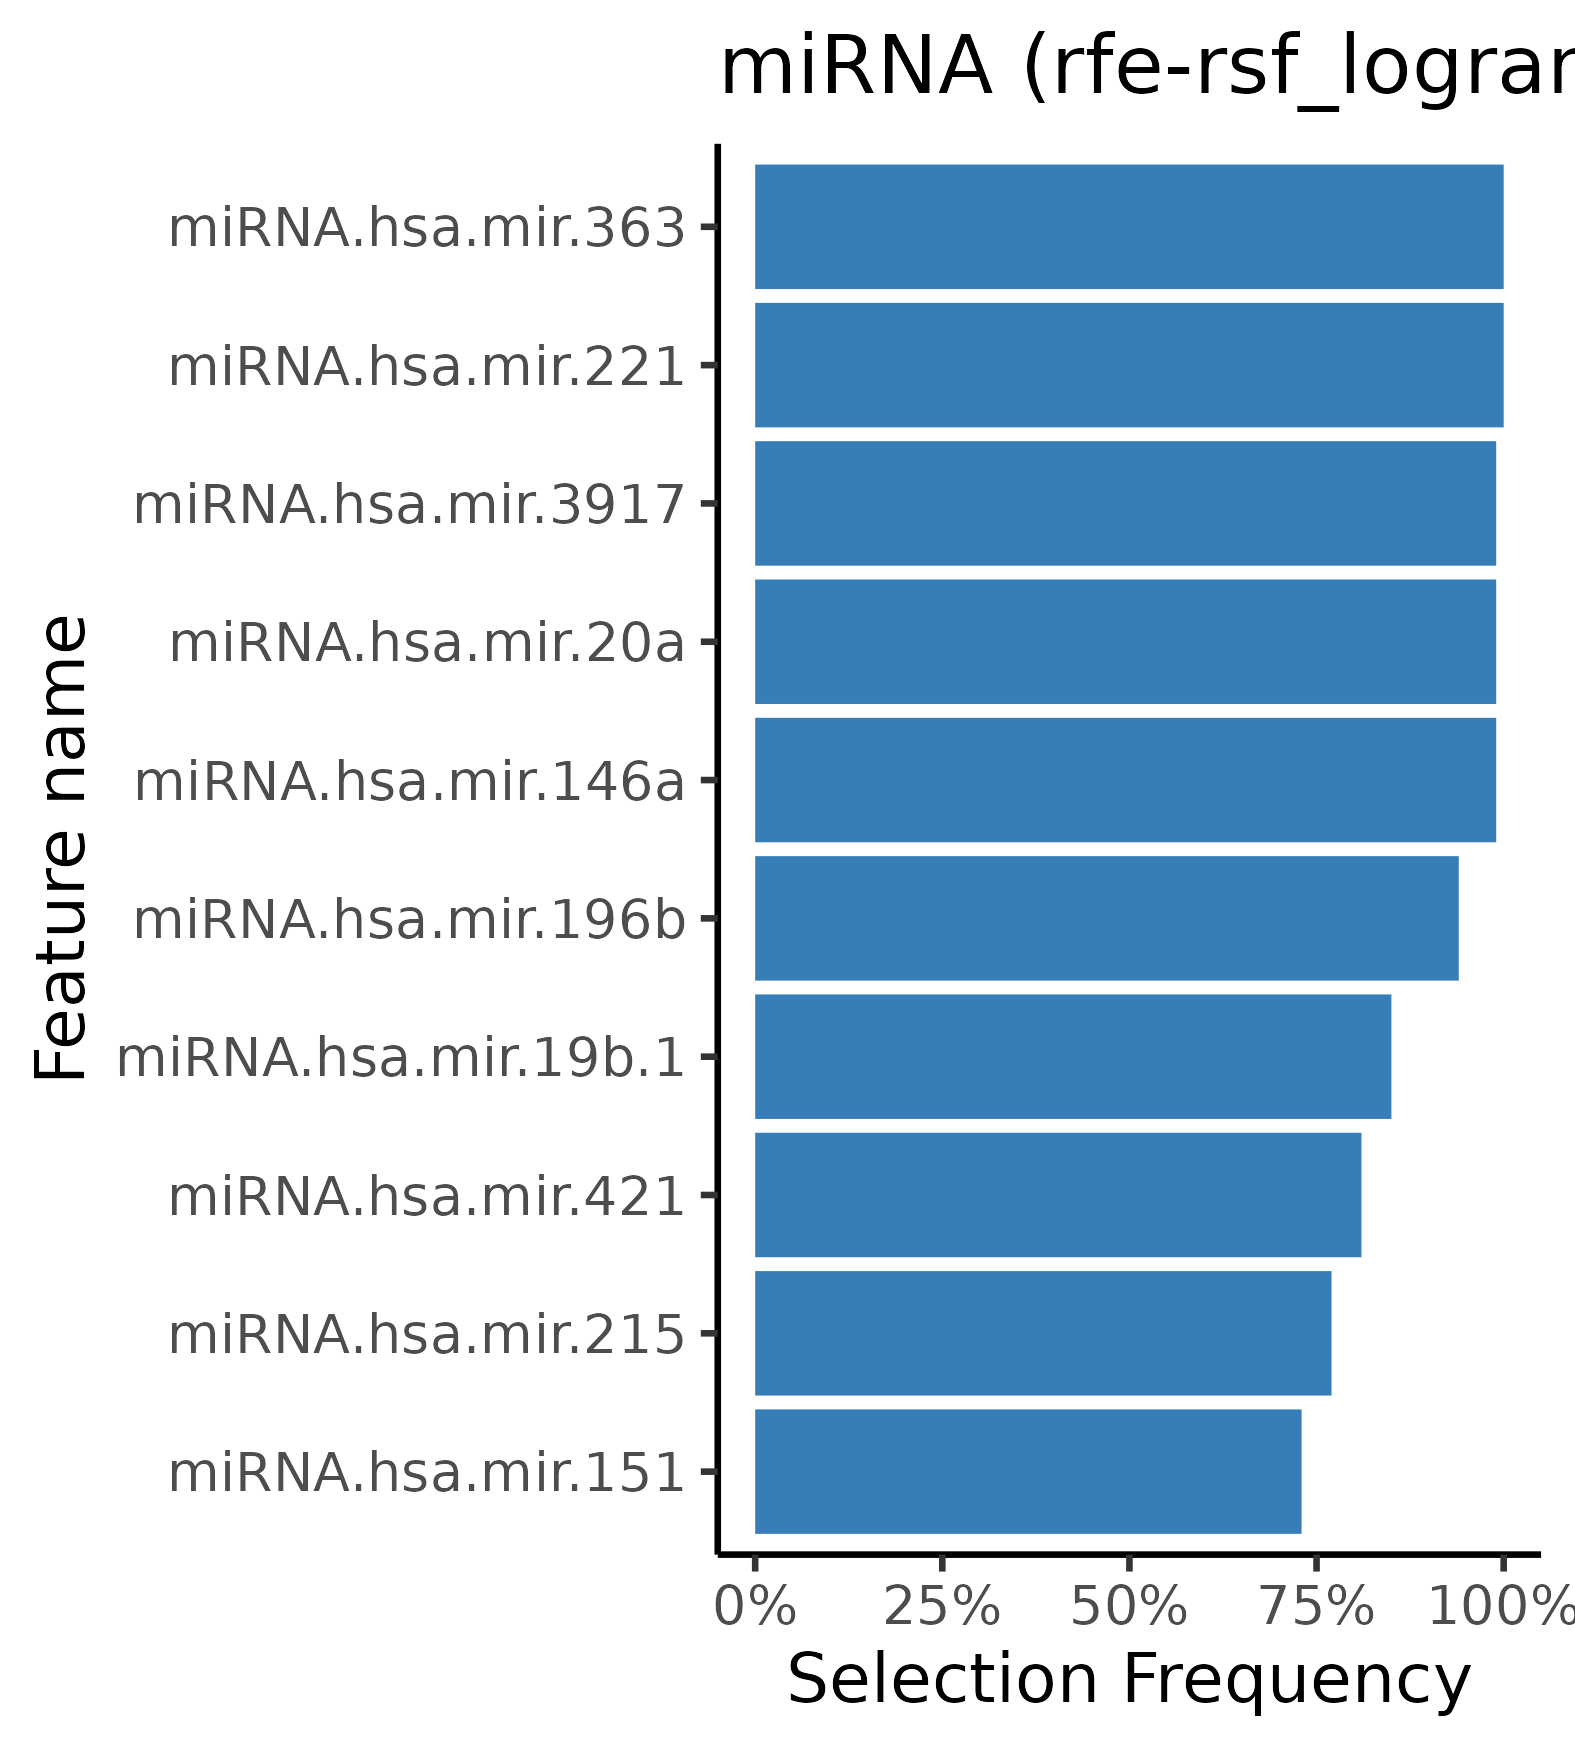 miRNA (rfe-rsf_logran
miRNA.hsa.mir.363
miRNA.hsa.mir.221
miRNA.hsa.mir.3917
miRNA.hsa.mir.20a
miRNA.hsa.mir.146a
miRNA.hsa.mir.196b
miRNA.hsa.mir.19b.1
miRNA.hsa.mir.421
miRNA.hsa.mir.215
miRNA.hsa.mir.151
Feature name
0% 25% 50% 75% 100%
Selection Frequency